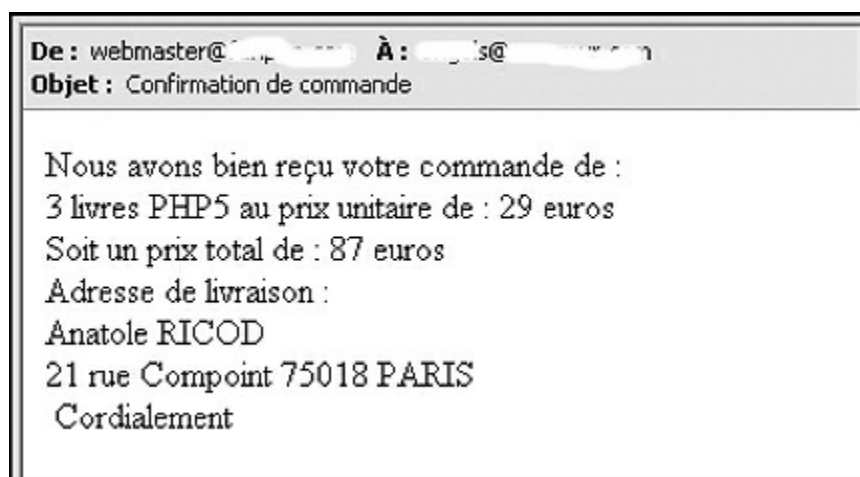 De : webmaster@ À : s@
Objet : Confirmation de commande
Nous avons bien reçu votre commande de :
3 livres PHP5 au prix unitaire de : 29 euros
Soit un prix total de : 87 euros
Adresse de livraison :
Anatole RICOD
21 rue Compoint 75018 PARIS
Cordialement